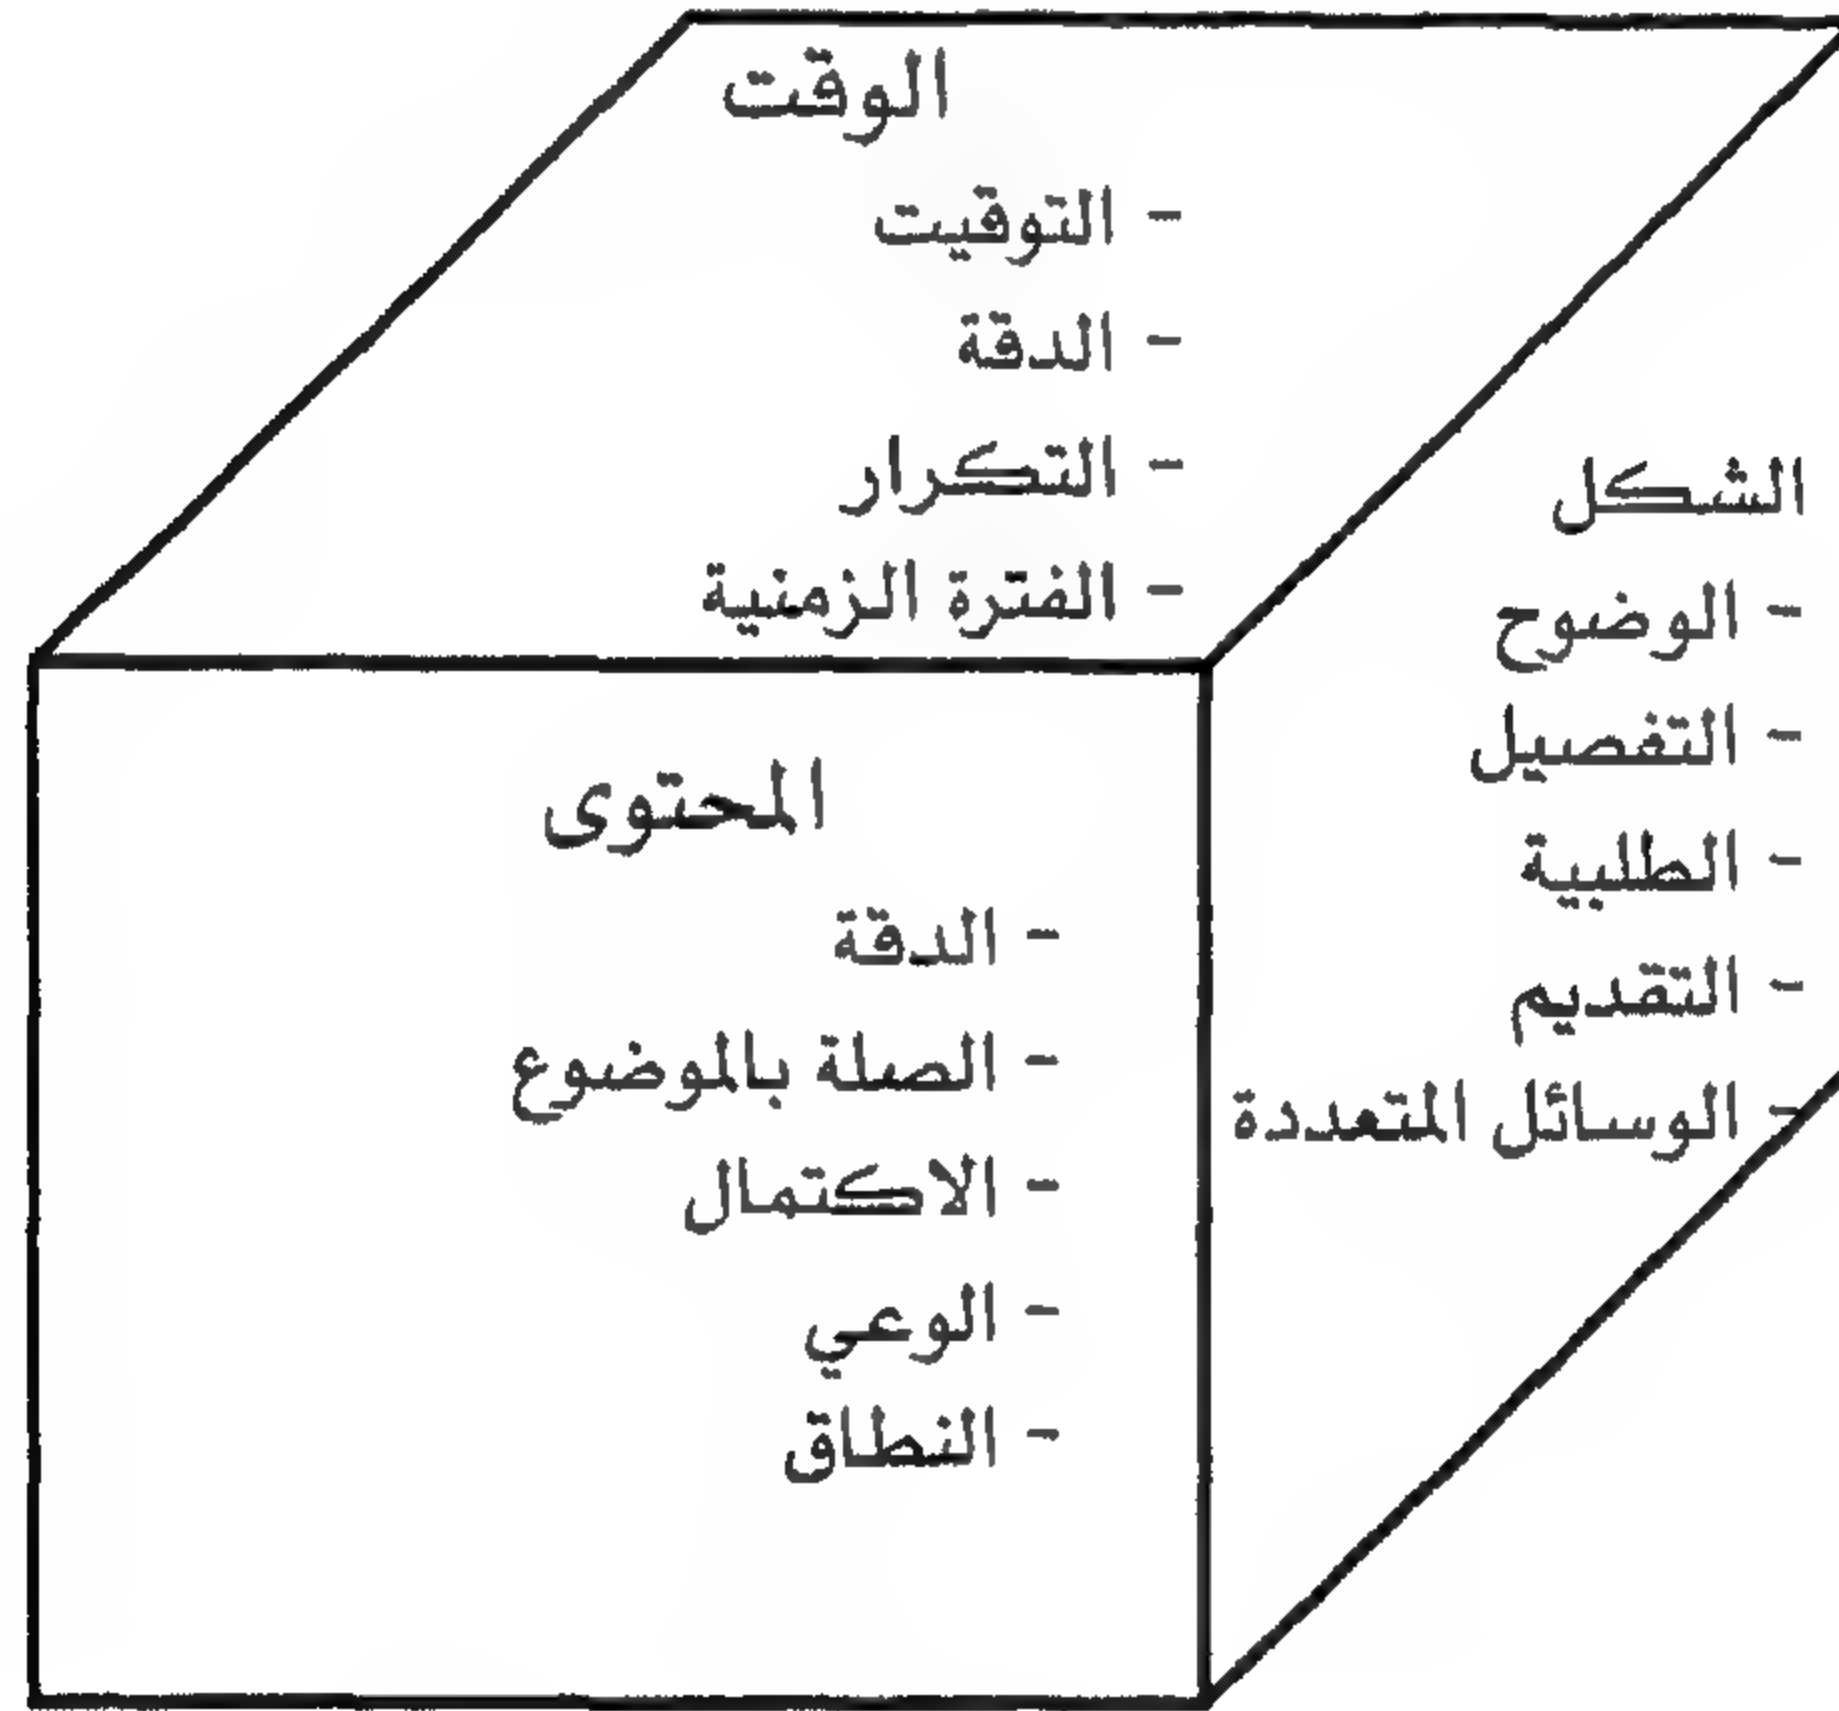 الوقت
- التوقيت
- الدقة
- التكرار
- الفترة الزمنية
الشكل
- الوضوح
- التفصيل
- الطلبية
- التقديم
- الوسائل المتعددة
المحتوى
- الدقة
- الصلة بالموضوع
- الاكتمال
- الوعي
- النطاق